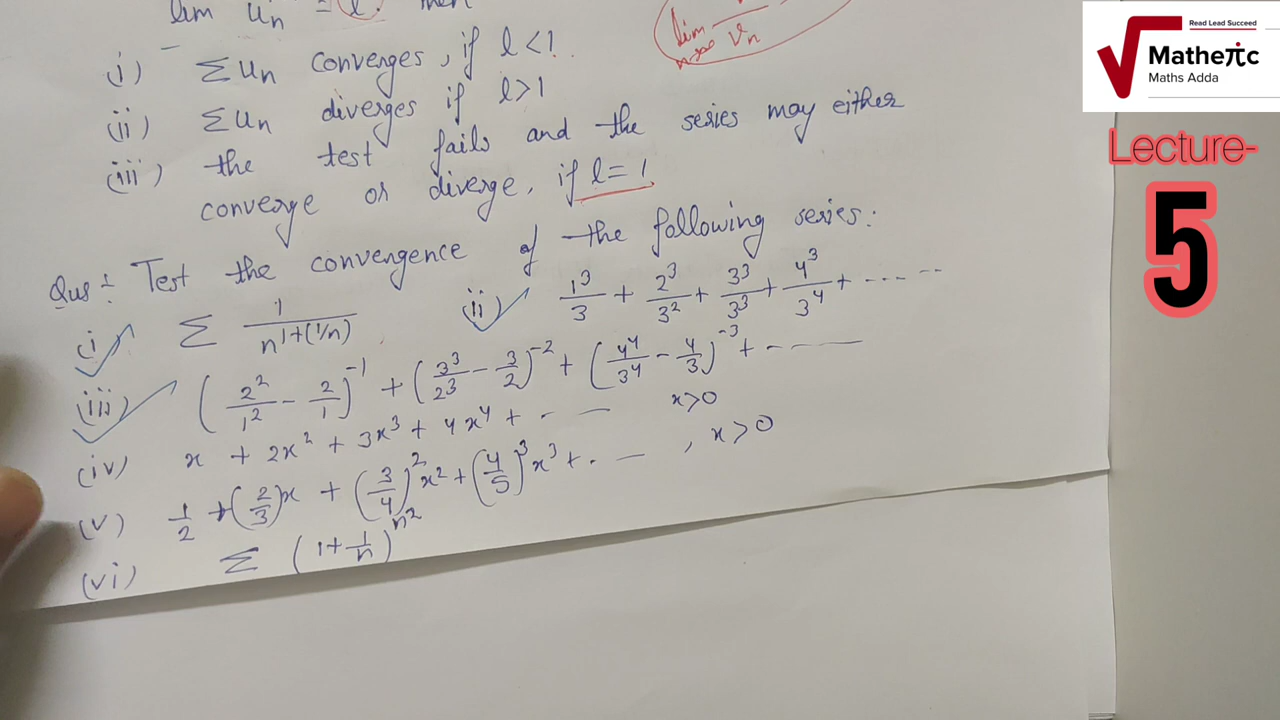 lim uₙ = l. then
(i) Σuₙ converges, if l < 1.
lim
n→∞ vₙ
(ii) Σuₙ diverges if l > 1
(iii) the test fails and the series may either
converge or diverge, if l = 1
Qus:- Test the convergence of the following series:
(i) Σ 1/n^(1+(1/n)) (ii) 1³/3 + 2³/3² + 3³/3³ + 4³/3⁴ + ..... ..
(iii) (2²/1² - 2/1)⁻¹ + (3³/2³ - 3/2)⁻² + (4⁴/3⁴ - 4/3)⁻³ + - - ——
(iv) x + 2x² + 3x³ + 4x⁴ + . - — x>0
(v) 1/2 + (2/3)x + (3/4)²x² + (4/5)³x³ + . - — , x > 0
(vi) Σ (1 + 1/n)^n²
Read Lead Succeed
Matheπc
Maths Adda
Lecture-
5